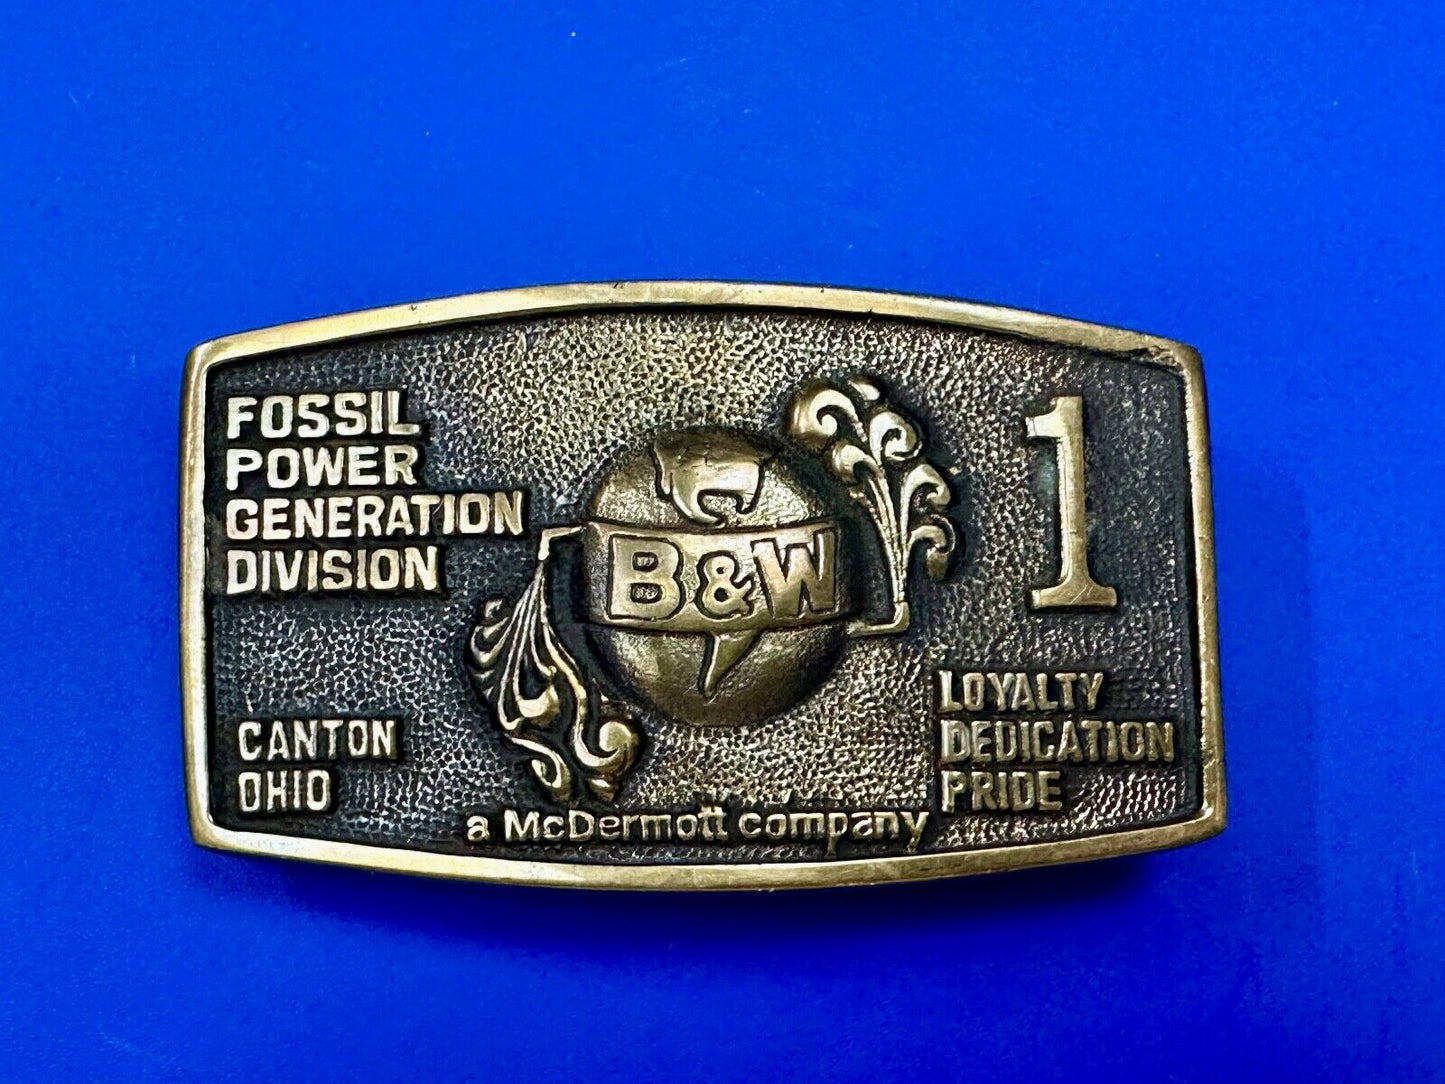 FOSSIL
POWER
GENERATION
DIVISION
CANTON
OHIO
B&W
1
LOYALTY
DEDICATION
PRIDE
a McDermott company